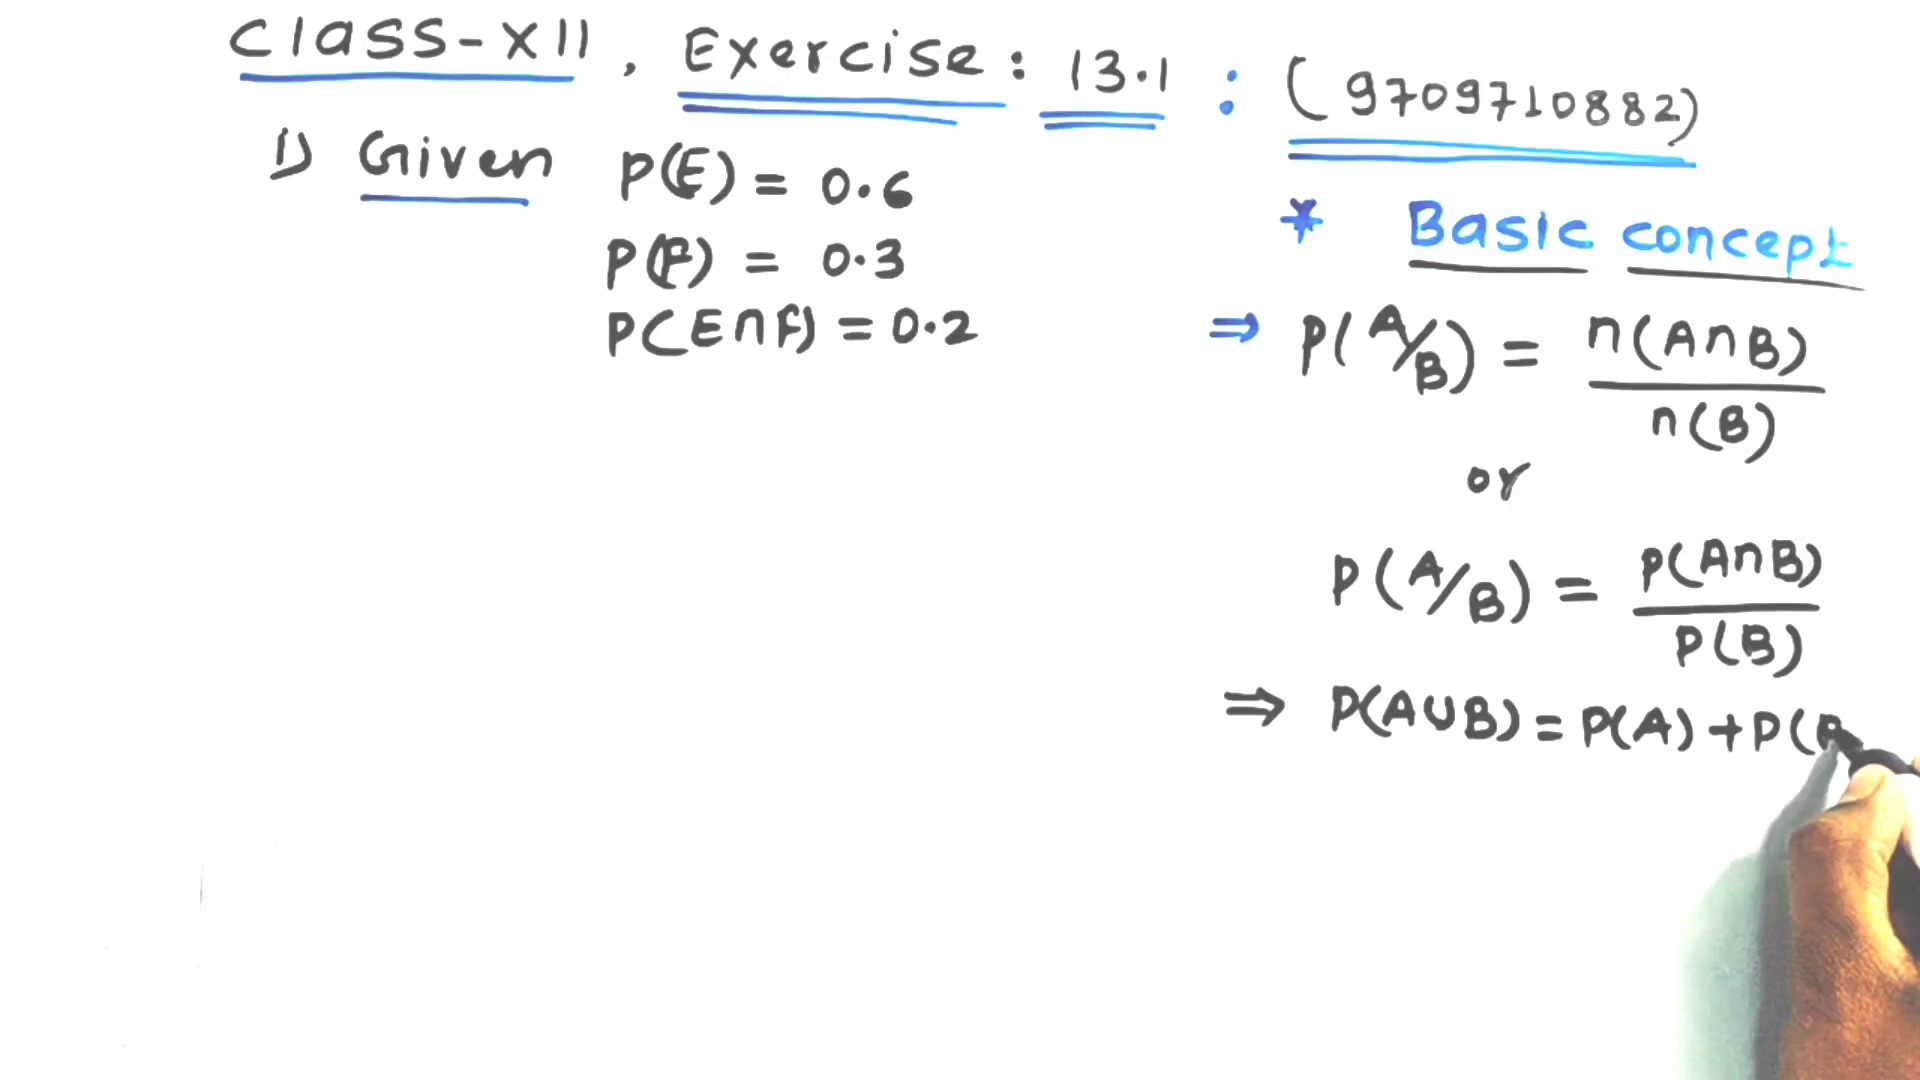 Class-XII, Exercise: 13.1 : (9709710882)
1) Given P(E) = 0.6
P(F) = 0.3
P(E∩F) = 0.2
* Basic concept
⇒ P(A/B) = n(A∩B)/n(B)
or
P(A/B) = P(A∩B)/P(B)
⇒ P(A∪B) = P(A) + P(B